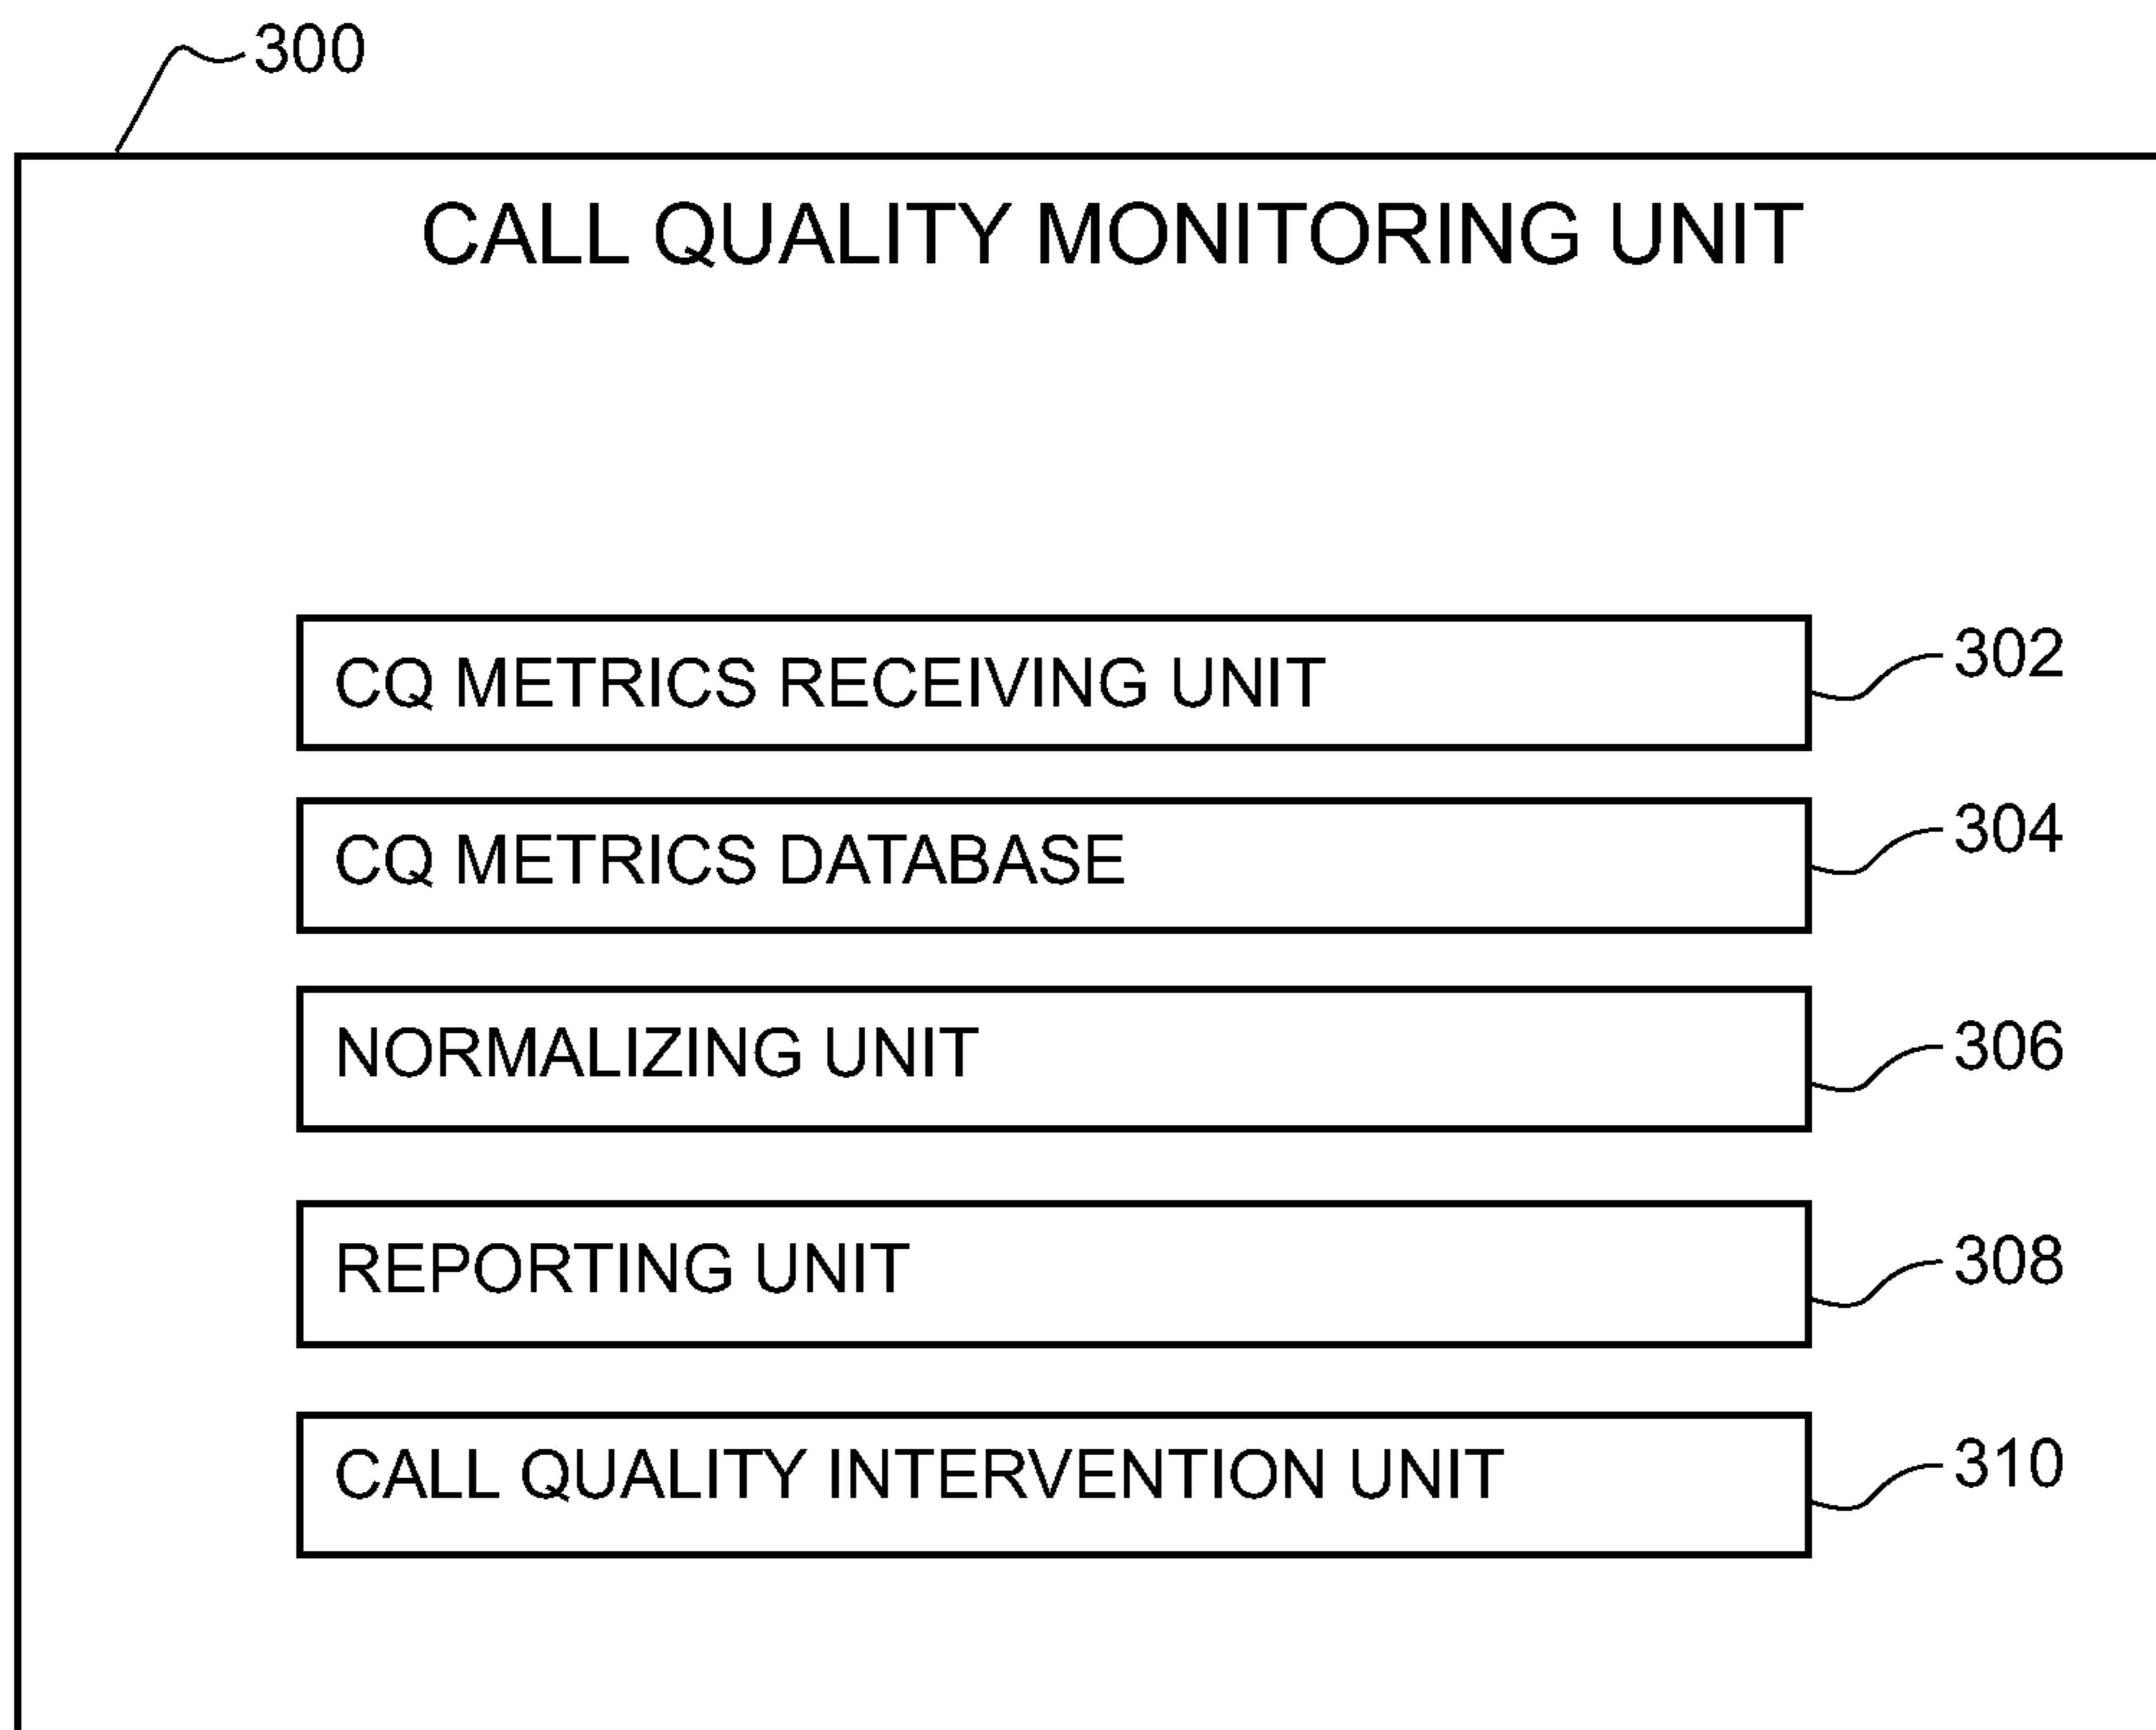 300
CALL QUALITY MONITORING UNIT
CQ METRICS RECEIVING UNIT
302
CQ METRICS DATABASE
304
NORMALIZING UNIT
306
REPORTING UNIT
308
CALL QUALITY INTERVENTION UNIT
310